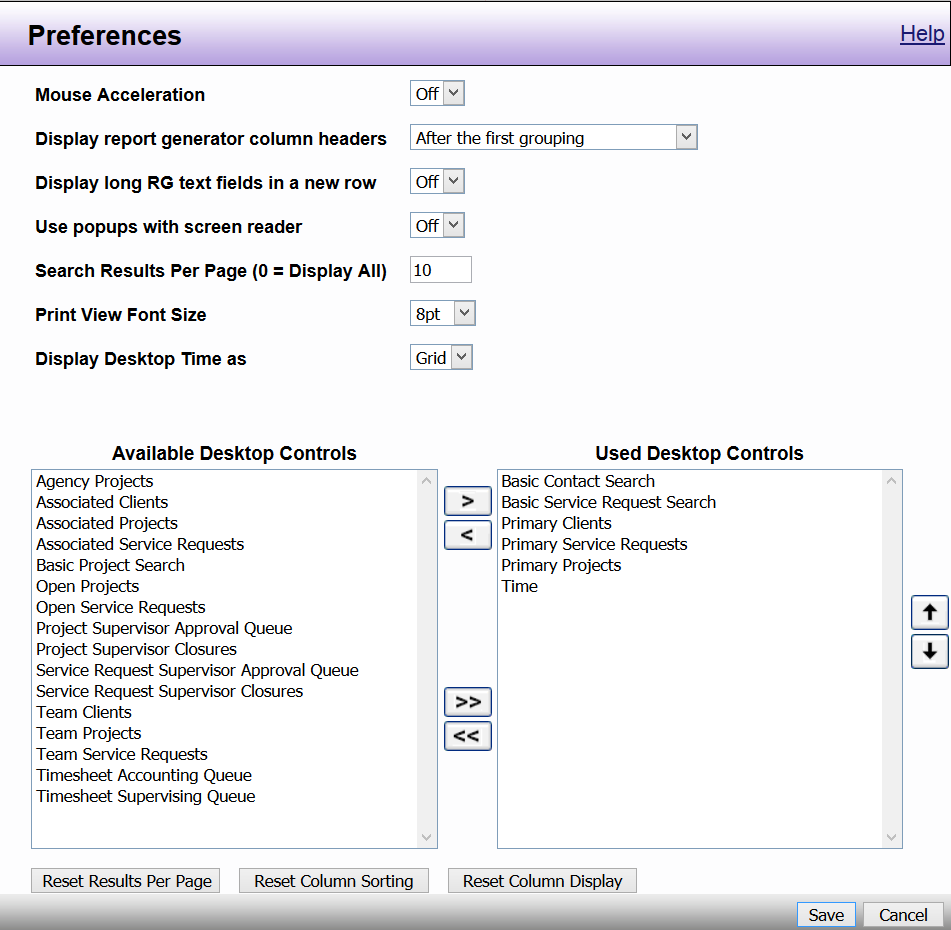 Preferences
Help
Mouse Acceleration Off
Display report generator column headers After the first grouping
Display long RG text fields in a new row Off
Use popups with screen reader Off
Search Results Per Page (0 = Display All) 10
Print View Font Size 8pt
Display Desktop Time as Grid
Available Desktop Controls
Agency Projects
Associated Clients
Associated Projects
Associated Service Requests
Basic Project Search
Open Projects
Open Service Requests
Project Supervisor Approval Queue
Project Supervisor Closures
Service Request Supervisor Approval Queue
Service Request Supervisor Closures
Team Clients
Team Projects
Team Service Requests
Timesheet Accounting Queue
Timesheet Supervising Queue
>
<
>>
<<
Used Desktop Controls
Basic Contact Search
Basic Service Request Search
Primary Clients
Primary Service Requests
Primary Projects
Time
Reset Results Per Page Reset Column Sorting Reset Column Display
Save Cancel